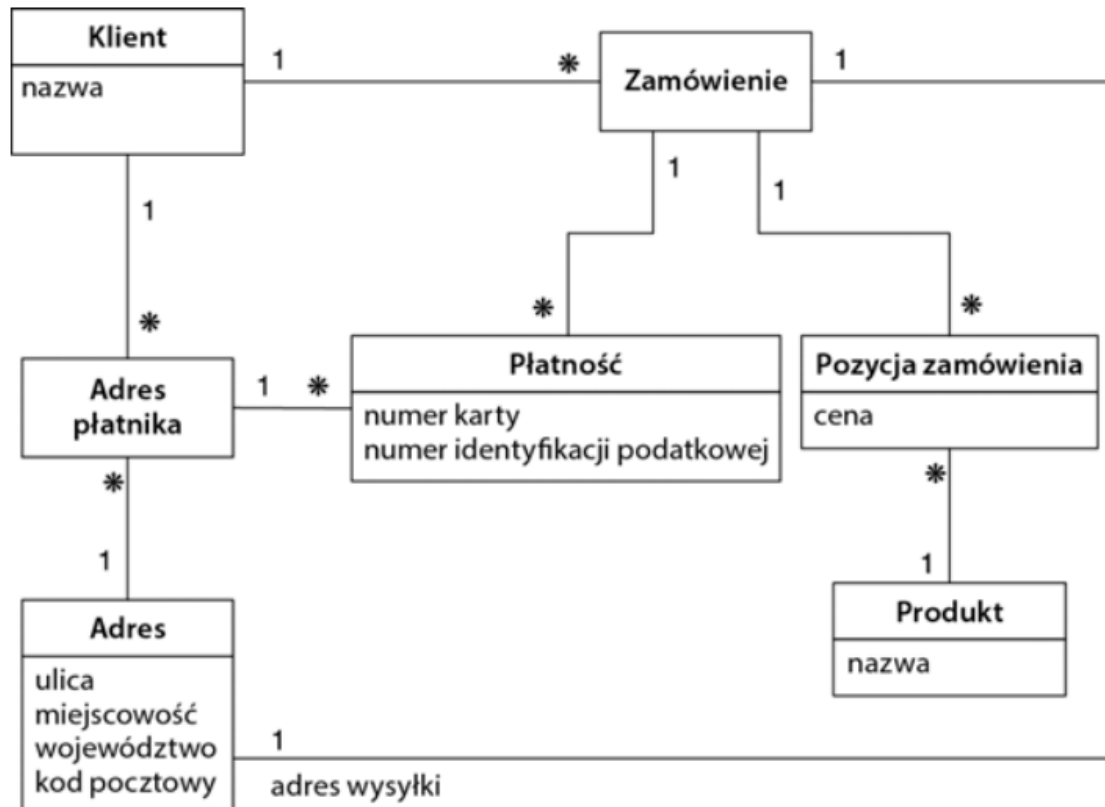 Klient
nazwa
1
*
Zamówienie
1
1
1
1
*
*
*
Adres
płatnika
1
*
Płatność
numer karty
numer identyfikacji podatkowej
Pozycja zamówienia
cena
*
*
1
1
Adres
ulica
miejscowość
województwo
kod pocztowy
Produkt
nazwa
1
adres wysyłki